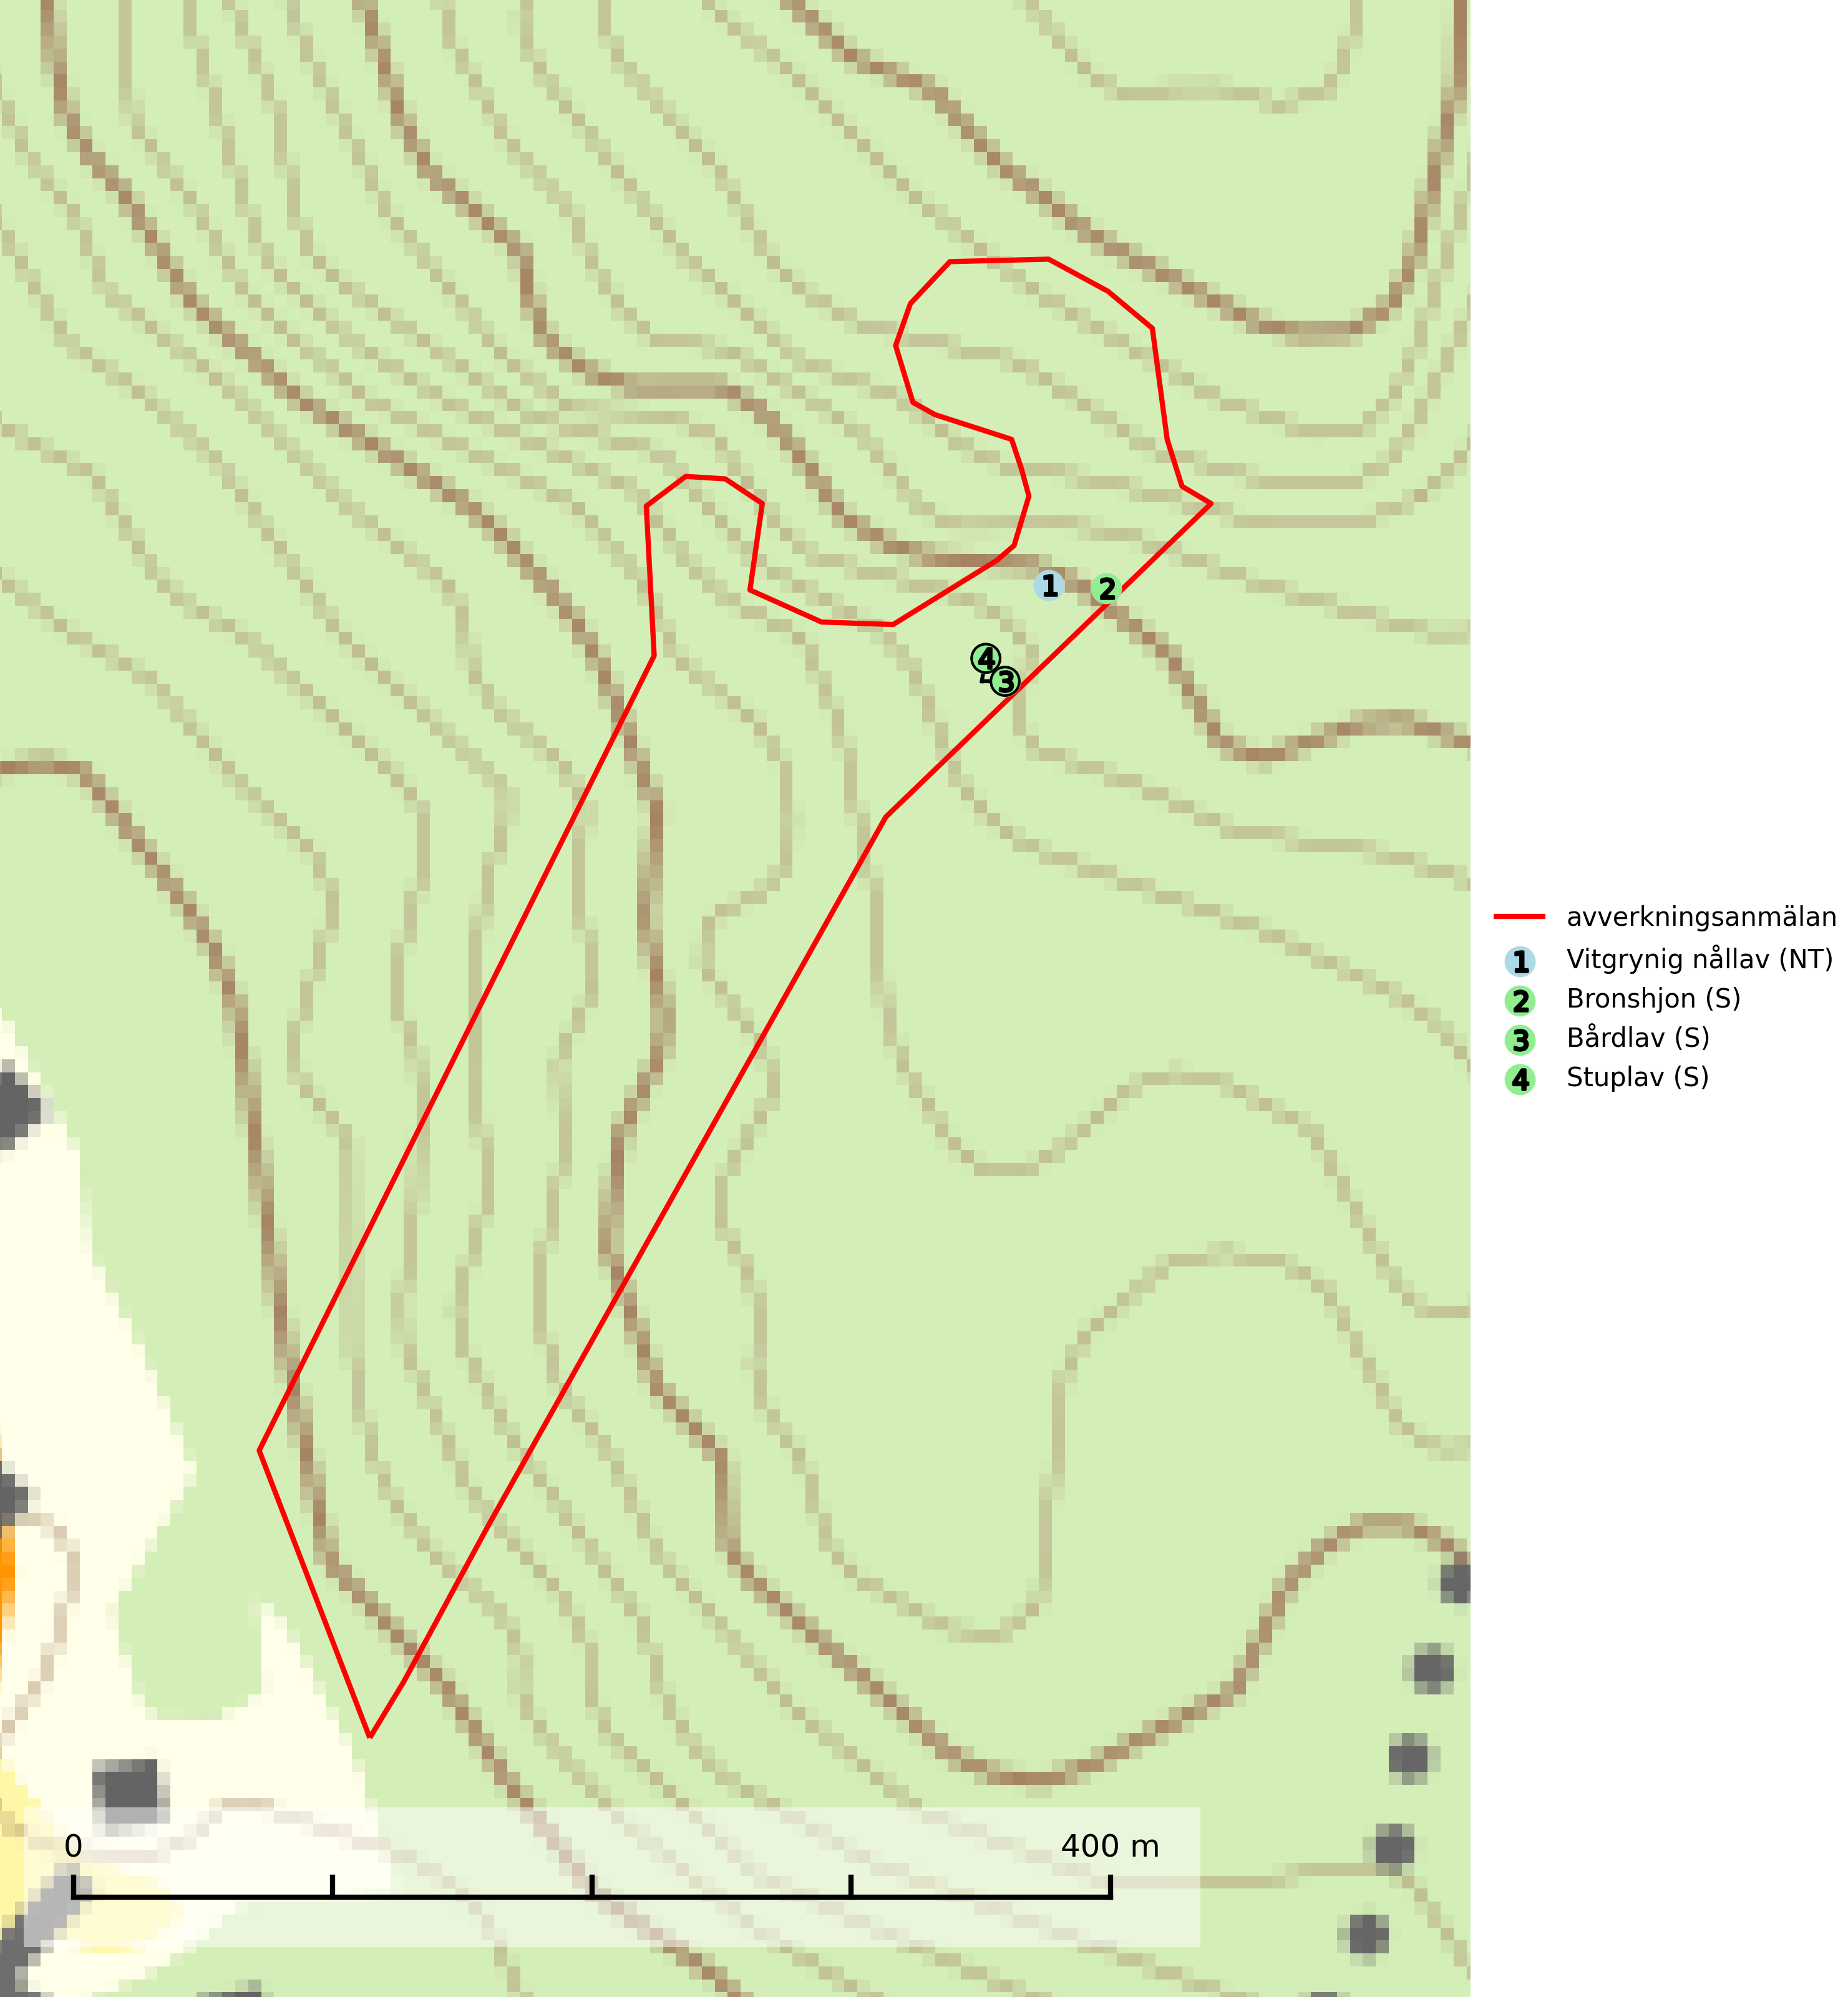 1
2
4
3
avverkningsanmälan
1 Vitgrynig nållav (NT)
2 Bronshjon (S)
3 Bårdlav (S)
4 Stuplav (S)
0 400 m